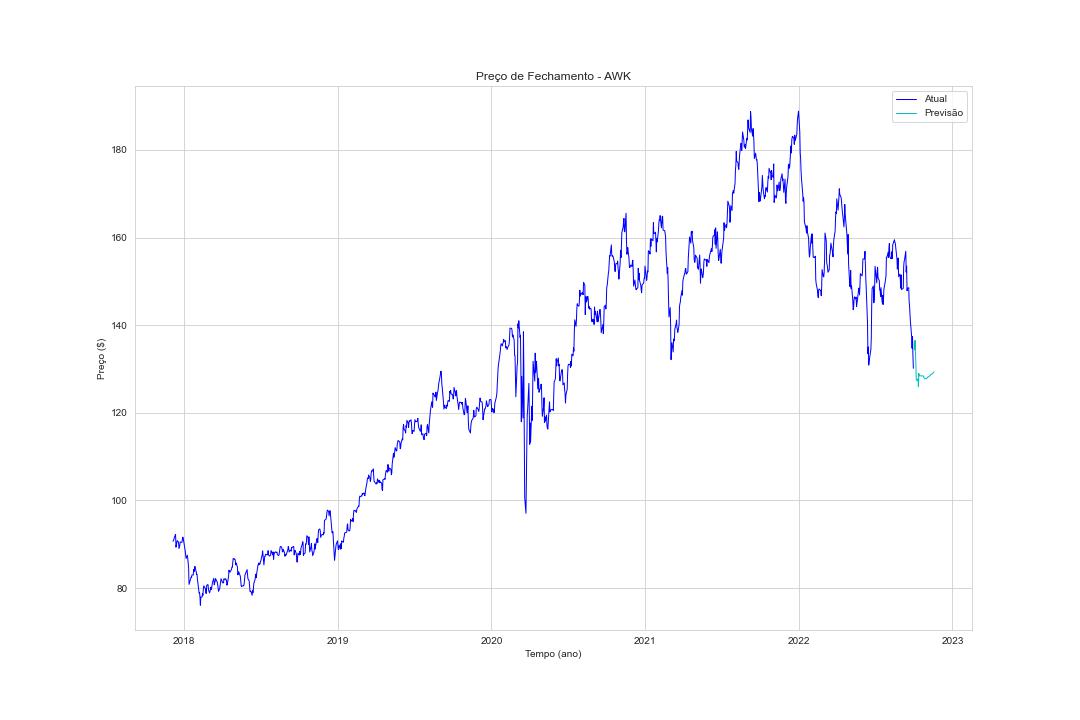 Preço de Fechamento - AWK
Atual
Previsão
180
160
140
120
100
80
Preço ($)
2018 2019 2020 2021 2022 2023
Tempo (ano)